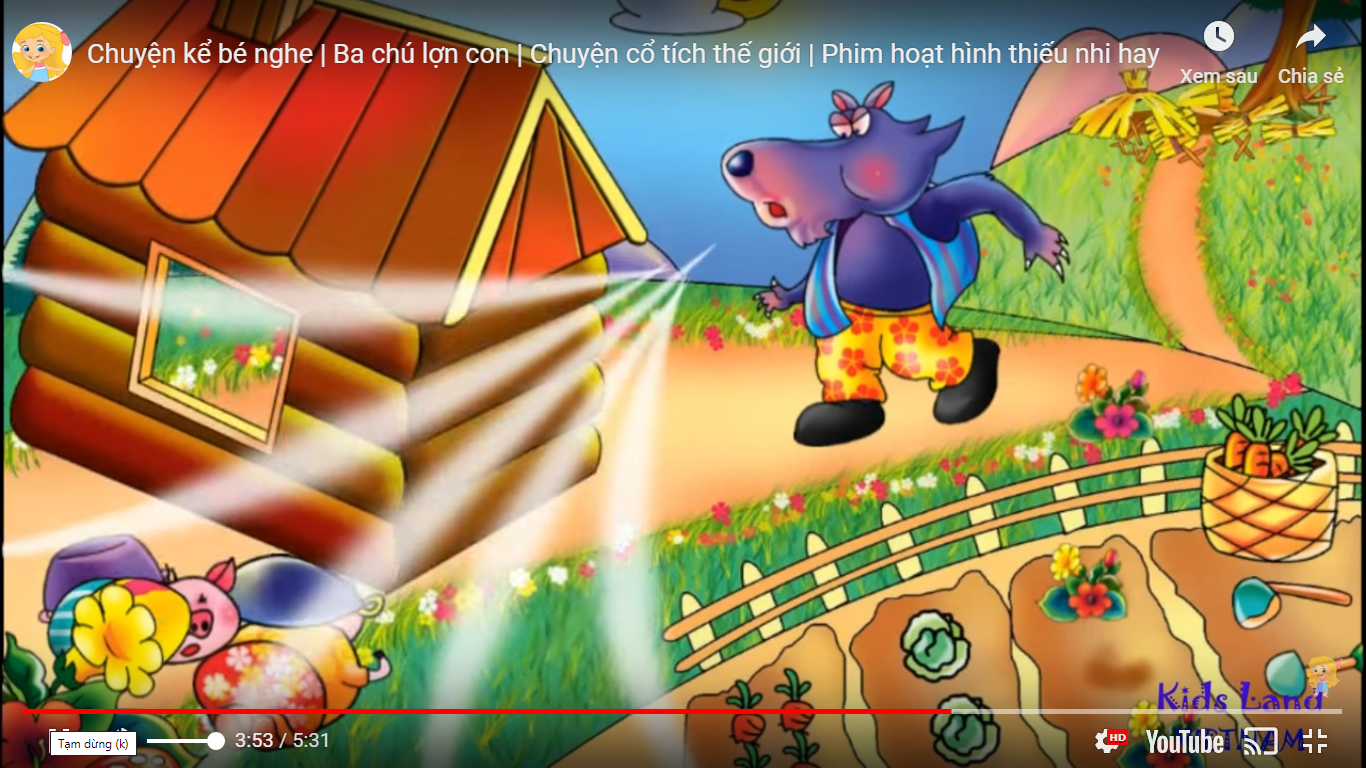 Chuyện kể bé nghe | Ba chú lợn con | Chuyện cổ tích thế giới | Phim hoạt hình thiếu nhi hay
Xem sau
Chia sẻ
Kids Land
Tạm dừng (k)
3:53 / 5:31
HD
YouTube